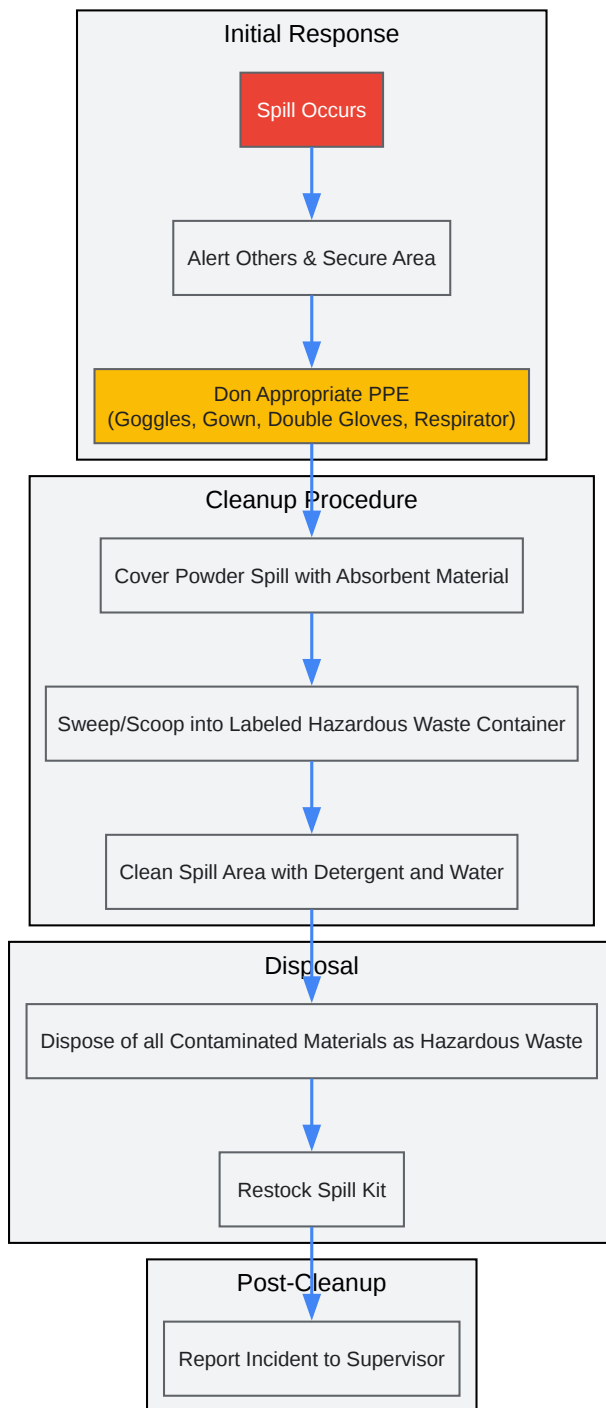 Initial Response
Spill Occurs
Alert Others & Secure Area
Don Appropriate PPE
(Goggles, Gown, Double Gloves, Respirator)
Cleanup Procedure
Cover Powder Spill with Absorbent Material
Sweep/Scoop into Labeled Hazardous Waste Container
Clean Spill Area with Detergent and Water
Disposal
Dispose of all Contaminated Materials as Hazardous Waste
Restock Spill Kit
Post-Cleanup
Report Incident to Supervisor